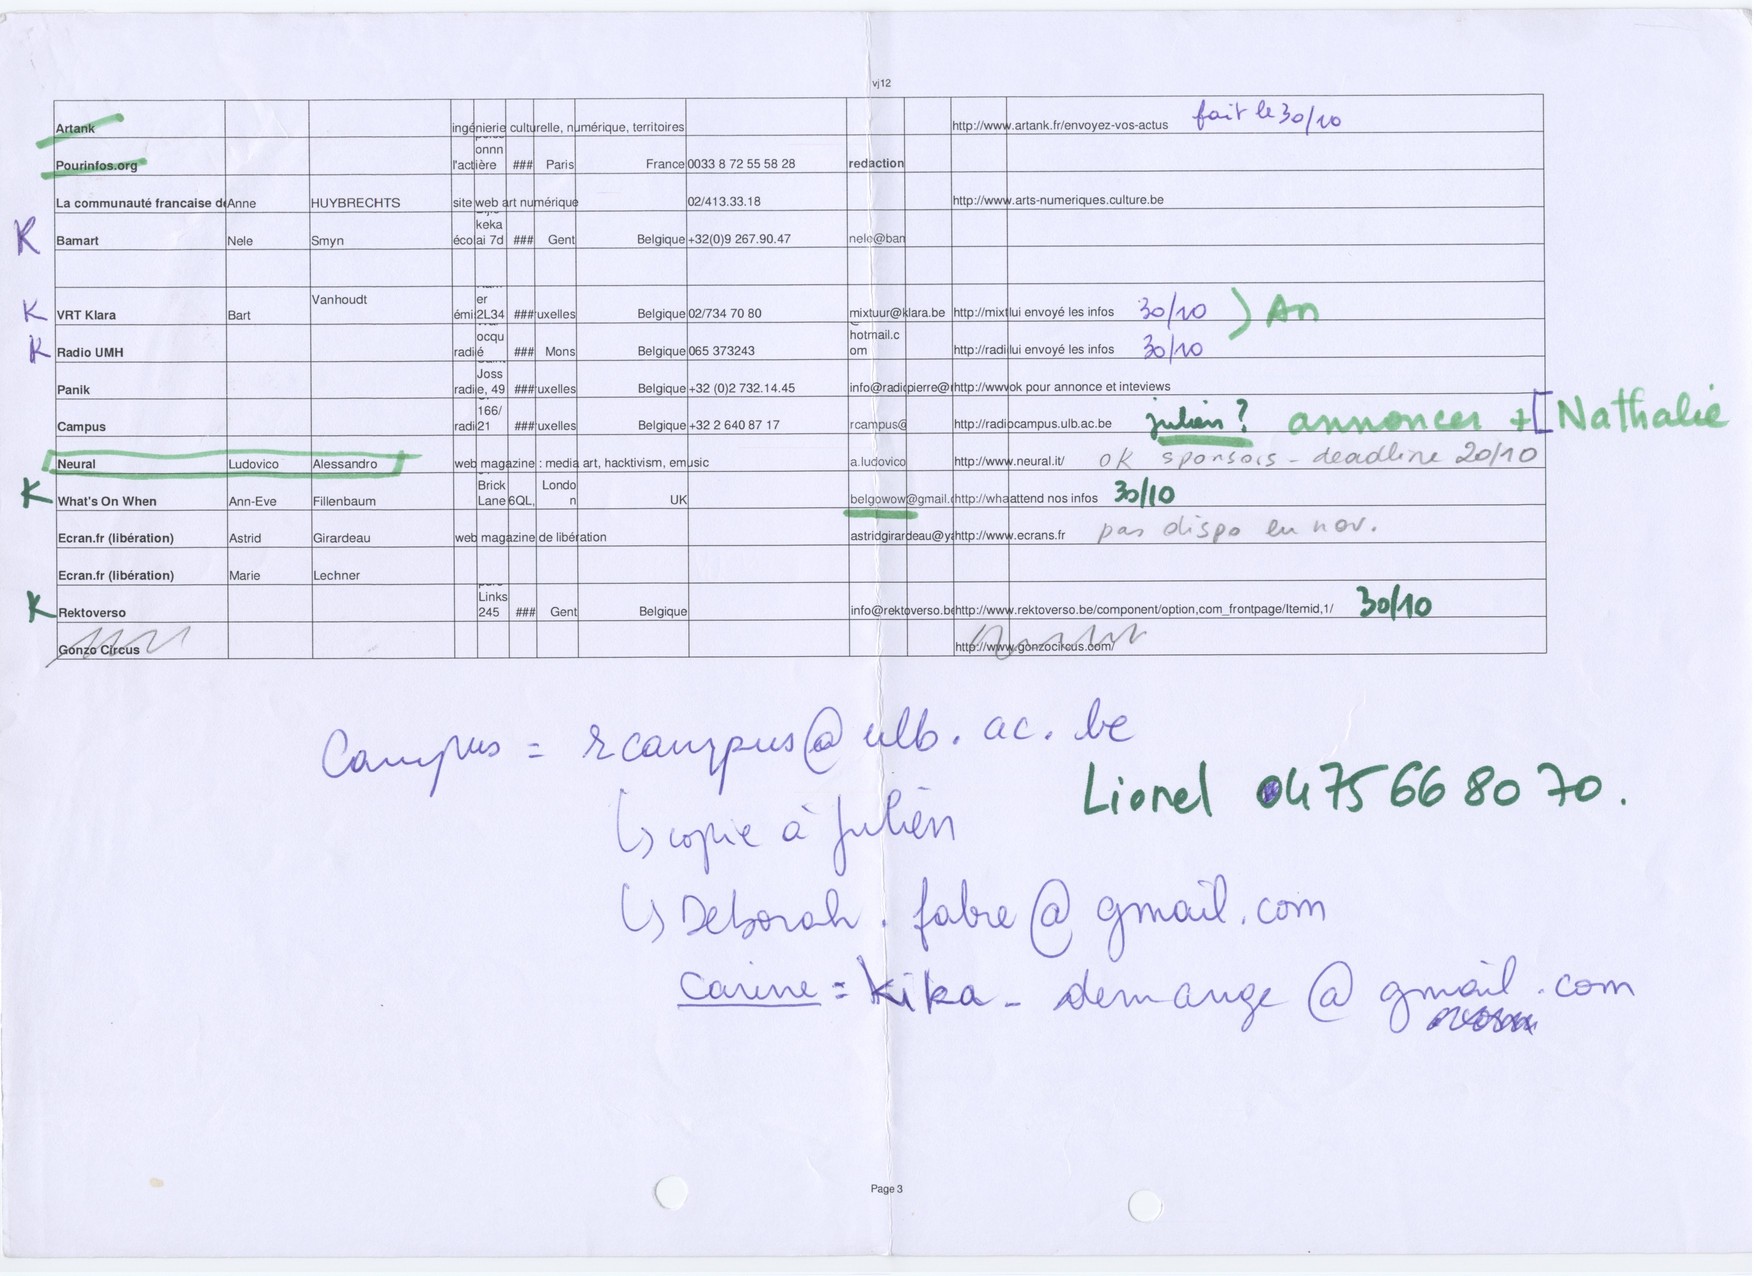 vj12
Artank ingénierie culturelle, numérique, territoires http://www.artank.fr/envoyez-vos-actus fait le 30/10
Pourinfos.org l'act onnn ière ### Paris France 0033 8 72 55 58 28 redaction
La communauté francaise de Anne HUYBRECHTS site web art numérique 02/413.33.18 http://www.arts-numeriques.culture.be
K Bamart Nele Smyn éco keka ai 7d ### Gent Belgique +32(0)9 267.90.47 nele@bam
K VRT Klara Bart Vanhoudt émi er 2L34 ### uxelles Belgique 02/734 70 80 mixtuur@klara.be http://mixt lui envoyé les infos 30/10 ) An
K Radio UMH radi ocqu é ### Mons Belgique 065 373243 hotmail.c om http://radi lui envoyé les infos 30/10
Panik radi Joss e, 49 ### uxelles Belgique +32 (0)2 732.14.45 info@radi pierre@r http://www ok pour annonce et inteviews
Campus radi 166/ 21 ### uxelles Belgique +32 2 640 87 17 rcampus@ http://radiocampus.ulb.ac.be julien? annonces + [Nathalie
Neural Ludovico Alessandro web magazine : media art, hacktivism, emusic a.ludovico http://www.neural.it/ ok sponsors - deadline 20/10
K What's On When Ann-Eve Fillenbaum Brick Lane 6QL, Londo n UK belgowow@gmail.c http://wha attend nos infos 30/10
Ecran.fr (libération) Astrid Girardeau web magazine de libération astridgirardeau@ya http://www.ecrans.fr pas dispo en nov.
Ecran.fr (libération) Marie Lechner
K Rektoverso Links 245 ### Gent Belgique info@rektoverso.be http://www.rektoverso.be/component/option,com_frontpage/Itemid,1/ 30/10
Gonzo Circus http://www.gonzocircus.com/
Campus = rcampus@ulb.ac.be
Lionel 0475 66 80 70.
↳ copie à Julien
↳ Deborah.fabre@gmail.com
Carine = kika-demange@gmail.com
Page 3